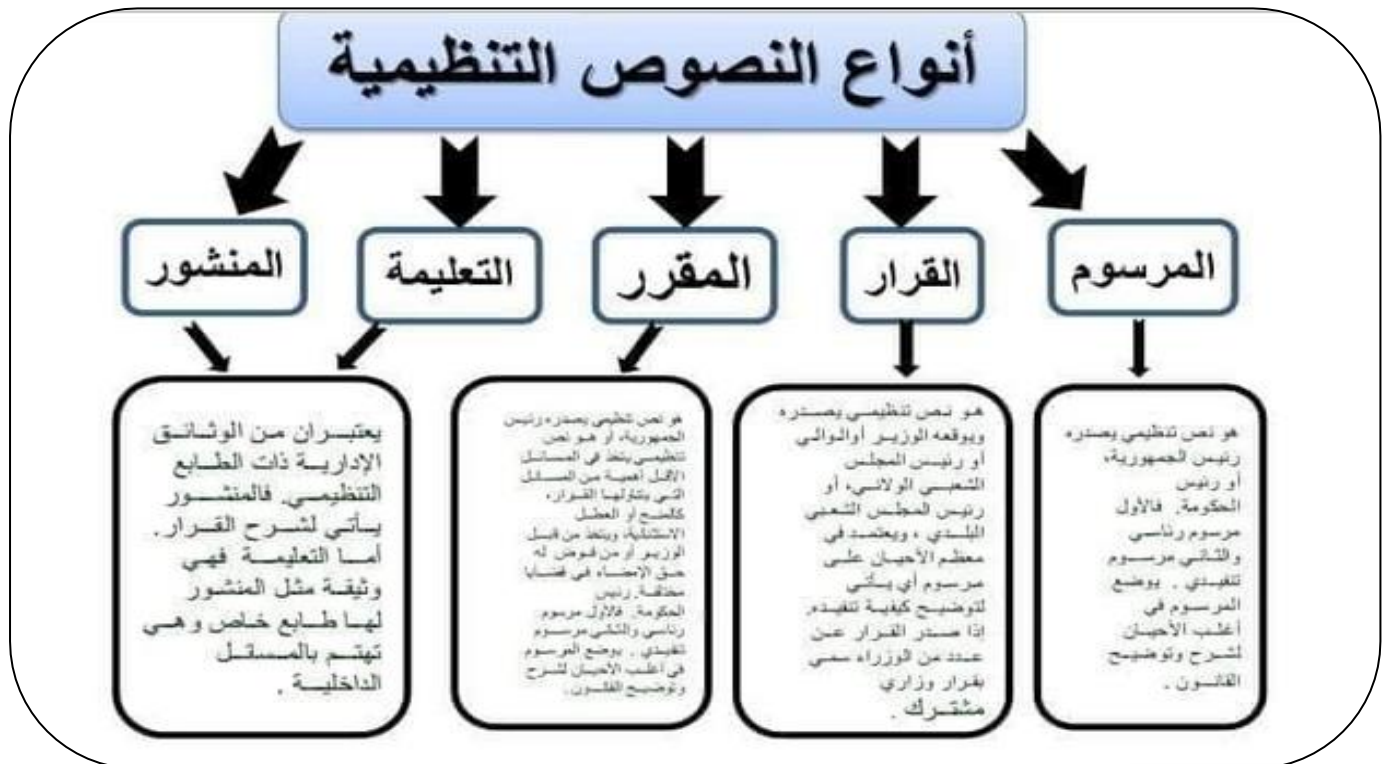 أنواع النصوص التنظيمية
المرسوم
القرار
المقرر
التعليمة
المنشور
هو نص تنظيمي يصدره
رئيس الجمهورية،
أو رئيس
الحكومة. فالأول
مرسوم رئاسي
والثاني مرسوم
تنفيذي . يوضع
المرسوم في
أغلب الأحيان
لشرح وتوضيح
القانون .
هو نص تنظيمي يصدره
ويوقعه الوزير أوالوالي
أو رئيس المجلس
الشعبي الولائي، أو
رئيس المجلس الشعبي
البلدي ، ويعتمد في
معظم الأحيان على
مرسوم أي يأتي
لتوضيح كيفية تنفيذه.
إذا صدر القرار عن
عدد من الوزراء سمي
بقرار وزاري
مشترك .
هو نص تنظيمي يصدره رئيس
الجمهورية، أو هو نص
تنظيمي يتخذ في المسائل
الأقل أهمية من المسائل
التي يتناولها القرار،
كالمنح أو العطل
الاستثنائية، ويتخذ من قبل
الوزير أو من فوض له
حق الإمضاء في قضايا
مختلفة. رئيس
الحكومة. فالأول مرسوم
رئاسي والثاني مرسوم
تنفيذي . يوضع المرسوم
في أغلب الأحيان لشرح
وتوضيح القانون .
يعتبران من الوثائق
الإدارية ذات الطابع
التنظيمي. فالمنشور
يأتي لشرح القرار.
أما التعليمة فهي
وثيقة مثل المنشور
لها طابع خاص وهي
تهتم بالمسائل
الداخلية .